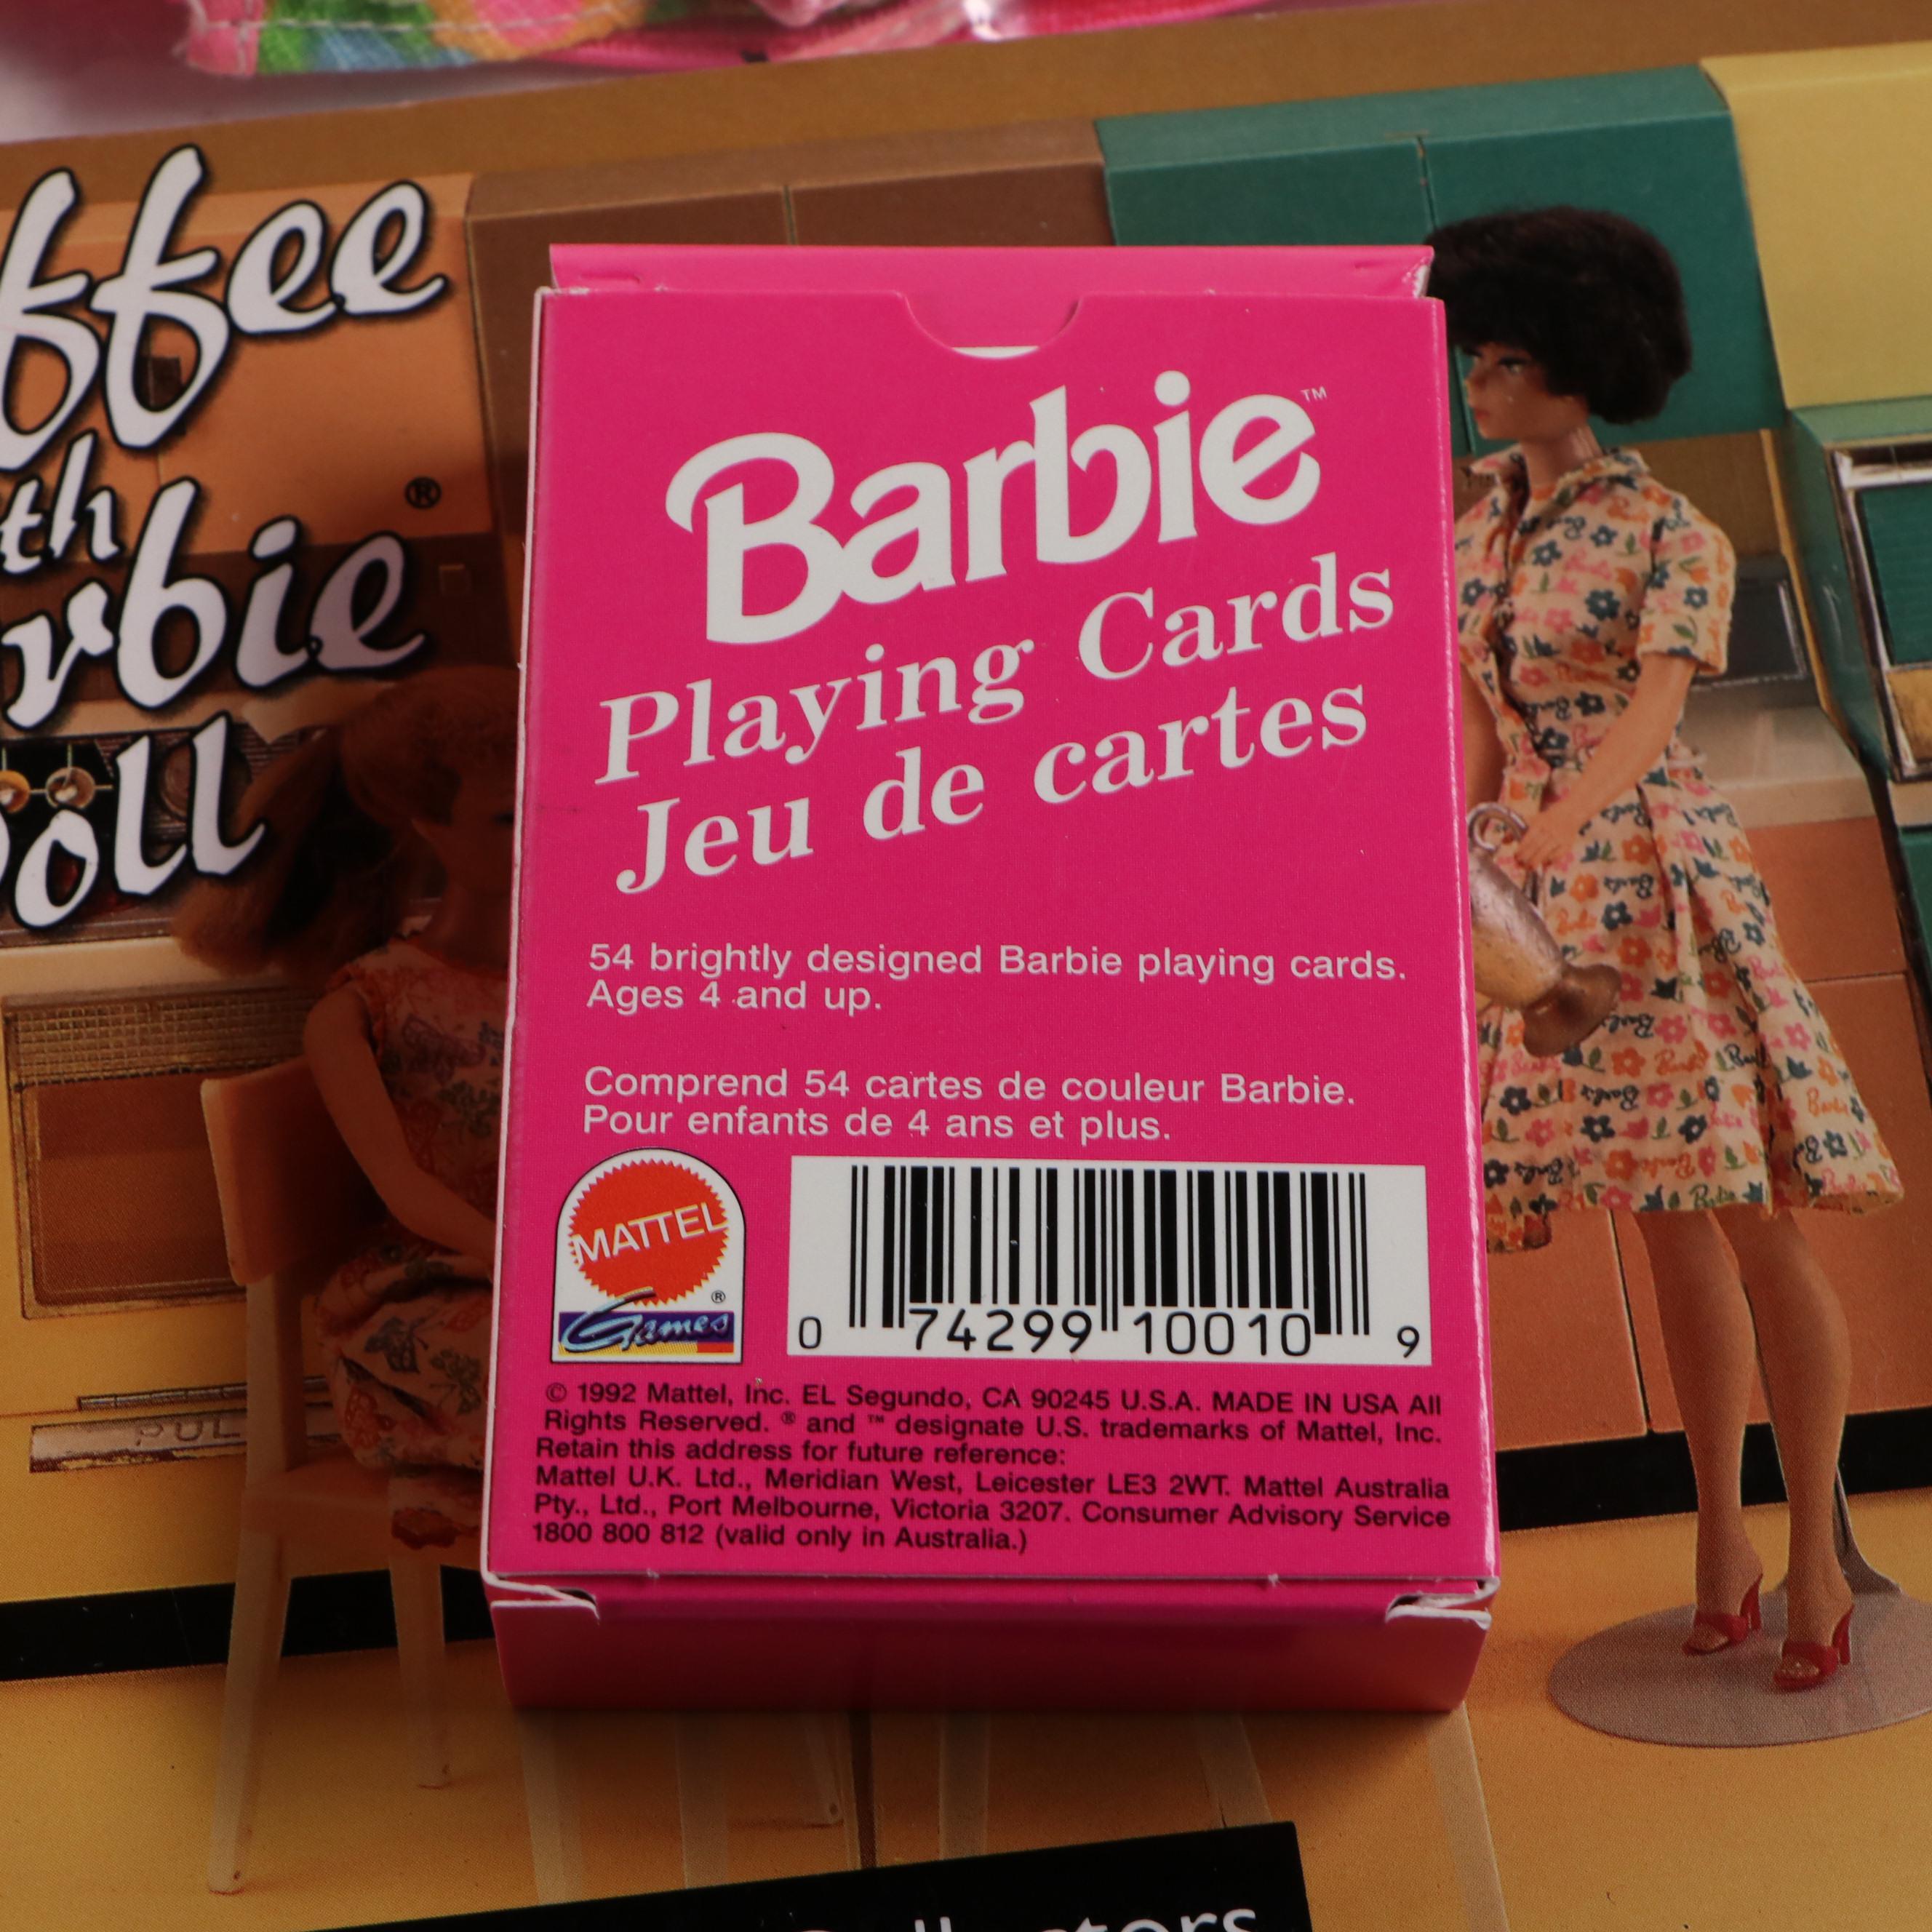 Barbie™
Playing Cards
Jeu de cartes
54 brightly designed Barbie playing cards.
Ages 4 and up.
Comprend 54 cartes de couleur Barbie.
Pour enfants de 4 ans et plus.
MATTEL
®
Games
0 74299 10010 9
© 1992 Mattel, Inc. EL Segundo, CA 90245 U.S.A. MADE IN USA All
Rights Reserved. ® and ™ designate U.S. trademarks of Mattel, Inc.
Retain this address for future reference:
Mattel U.K. Ltd., Meridian West, Leicester LE3 2WT. Mattel Australia
Pty., Ltd., Port Melbourne, Victoria 3207. Consumer Advisory Service
1800 800 812 (valid only in Australia.)
ffee
th
rbie®
oll
PUL